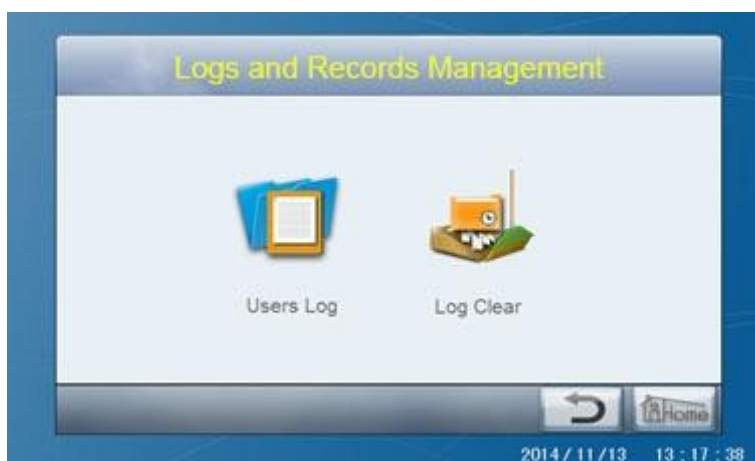 Logs and Records Management
Users Log
Log Clear
Home
2014/11/13 13:17:38